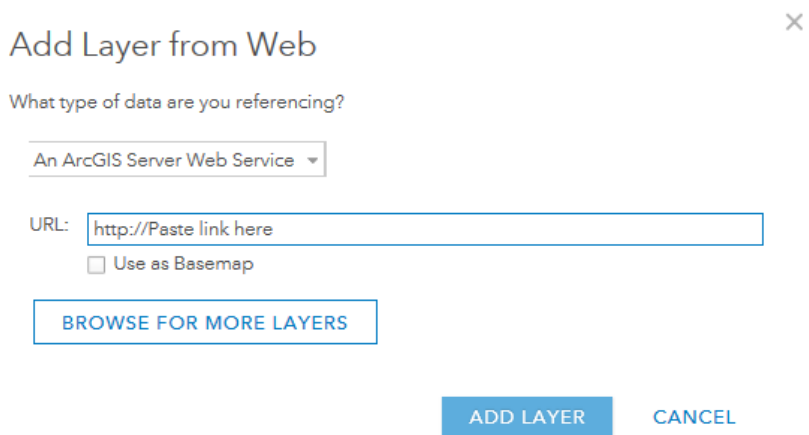 Add Layer from Web
What type of data are you referencing?
An ArcGIS Server Web Service
URL: http://Paste link here
Use as Basemap
BROWSE FOR MORE LAYERS
ADD LAYER CANCEL